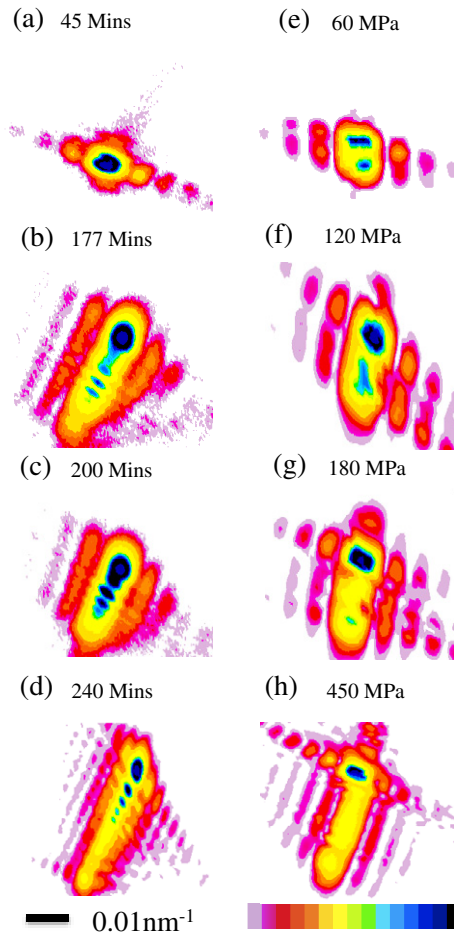 (a) 45 Mins
(e) 60 MPa
(b) 177 Mins
(f) 120 MPa
(c) 200 Mins
(g) 180 MPa
(d) 240 Mins
(h) 450 MPa
0.01nm⁻¹